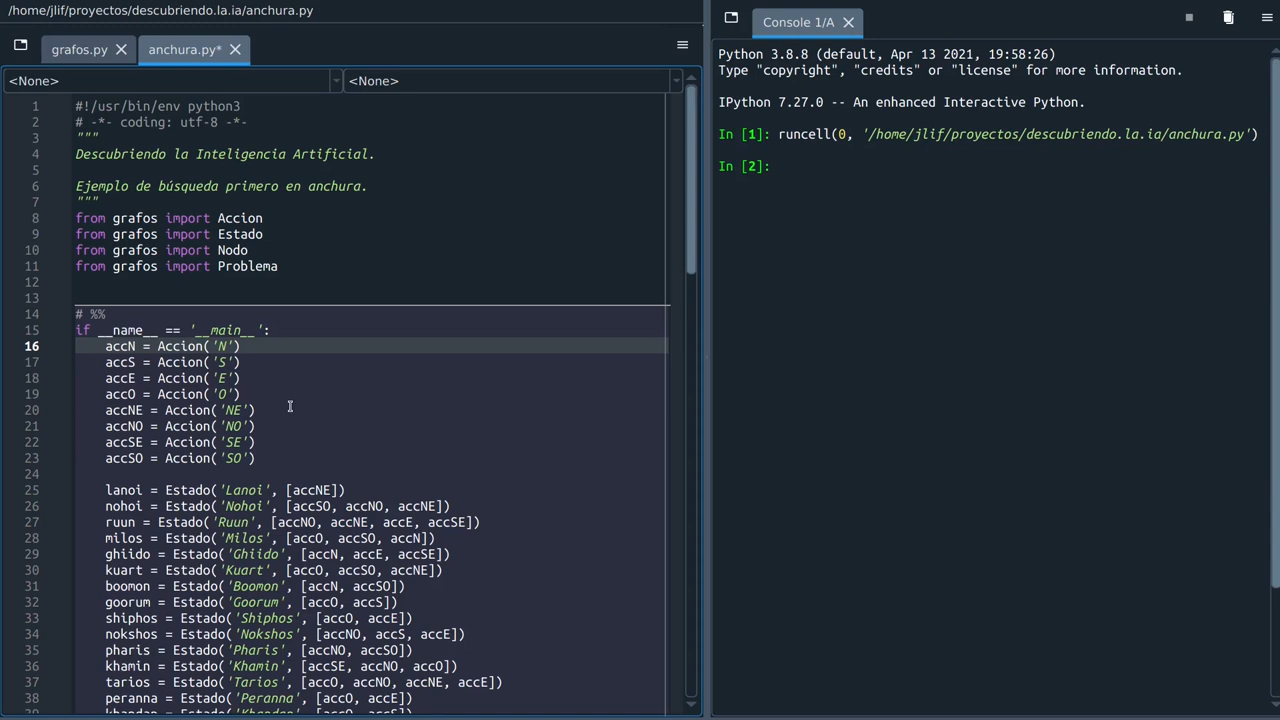 /home/jlif/proyectos/descubriendo.la.ia/anchura.py
grafos.py
anchura.py*
<None>
<None>
1 #!/usr/bin/env python3
2 # -*- coding: utf-8 -*-
3 """
4 Descubriendo la Inteligencia Artificial.
5
6 Ejemplo de búsqueda primero en anchura.
7 """
8 from grafos import Accion
9 from grafos import Estado
10 from grafos import Nodo
11 from grafos import Problema
12
13
14 # %%
15 if __name__ == '__main__':
16 accN = Accion('N')
17 accS = Accion('S')
18 accE = Accion('E')
19 accO = Accion('O')
20 accNE = Accion('NE')
21 accNO = Accion('NO')
22 accSE = Accion('SE')
23 accSO = Accion('SO')
24
25 lanoi = Estado('Lanoi', [accNE])
26 nohoi = Estado('Nohoi', [accSO, accNO, accNE])
27 ruun = Estado('Ruun', [accNO, accNE, accE, accSE])
28 milos = Estado('Milos', [accO, accSO, accN])
29 ghiido = Estado('Ghiido', [accN, accE, accSE])
30 kuart = Estado('Kuart', [accO, accSO, accNE])
31 boomon = Estado('Boomon', [accN, accSO])
32 goorum = Estado('Goorum', [accO, accS])
33 shiphos = Estado('Shiphos', [accO, accE])
34 nokshos = Estado('Nokshos', [accNO, accS, accE])
35 pharis = Estado('Pharis', [accNO, accSO])
36 khamin = Estado('Khamin', [accSE, accNO, accO])
37 tarios = Estado('Tarios', [accO, accNO, accNE, accE])
38 peranna = Estado('Peranna', [accO, accE])
Console 1/A
Python 3.8.8 (default, Apr 13 2021, 19:58:26)
Type "copyright", "credits" or "license" for more information.
IPython 7.27.0 -- An enhanced Interactive Python.
In [1]: runcell(0, '/home/jlif/proyectos/descubriendo.la.ia/anchura.py')
In [2]: